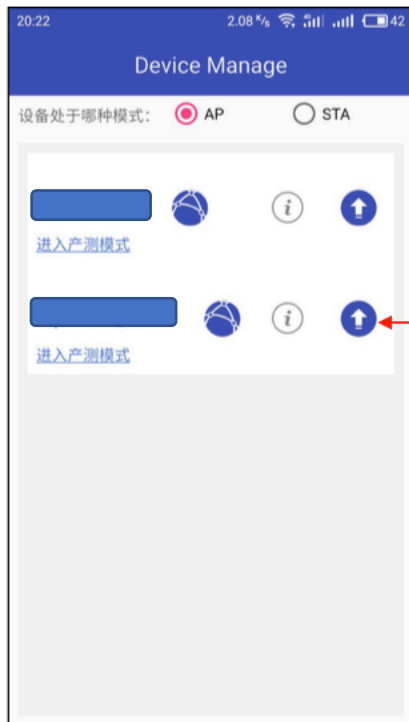 20:22 2.08 K/s 42
Device Manage
设备处于哪种模式: AP STA
i
进入产测模式
i
进入产测模式